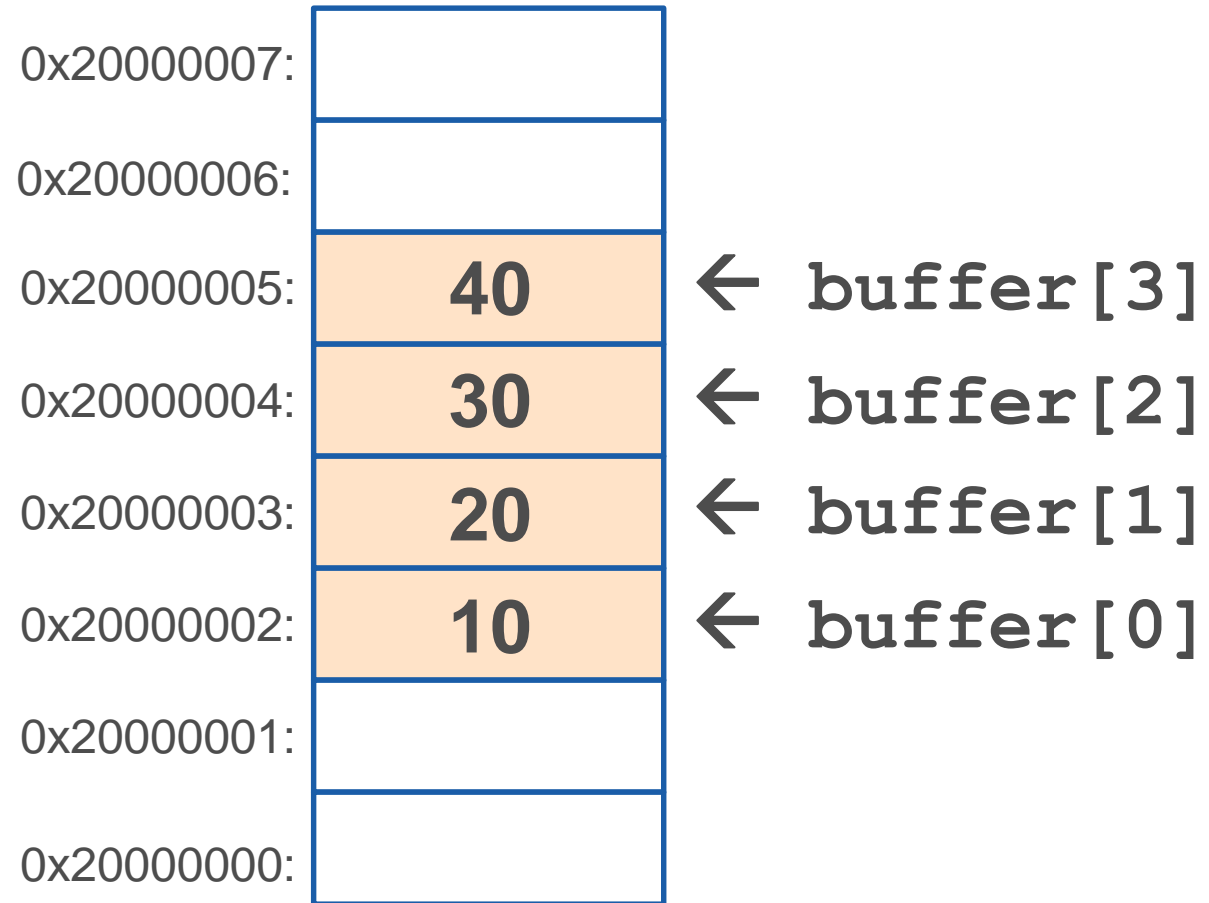 0x20000007:
0x20000006:
0x20000005: 40 ← buffer[3]
0x20000004: 30 ← buffer[2]
0x20000003: 20 ← buffer[1]
0x20000002: 10 ← buffer[0]
0x20000001:
0x20000000: